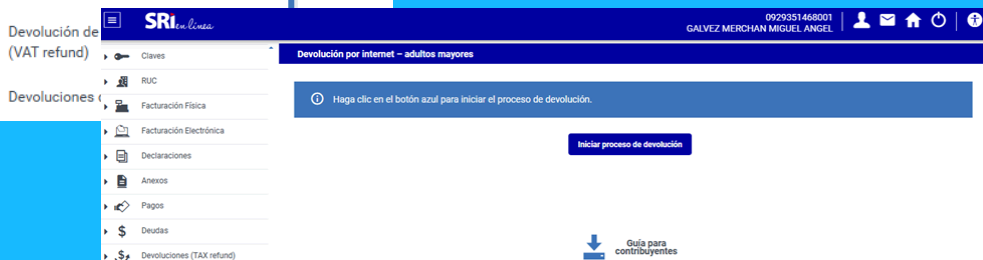 Devolución de
(VAT refund)
Devoluciones
SRi en línea
0929351468001
GALVEZ MERCHAN MIGUEL ANGEL
Claves
RUC
Facturación Física
Facturación Electrónica
Declaraciones
Anexos
Pagos
Deudas
Devoluciones (TAX refund)
Devolución por internet – adultos mayores
Haga clic en el botón azul para iniciar el proceso de devolución.
Iniciar proceso de devolución
Guía para
contribuyentes